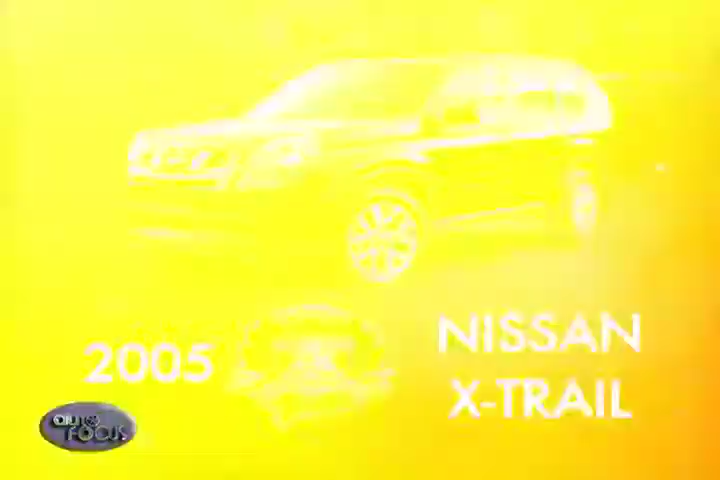 2005
NISSAN
X-TRAIL
AUTO
FOCUS